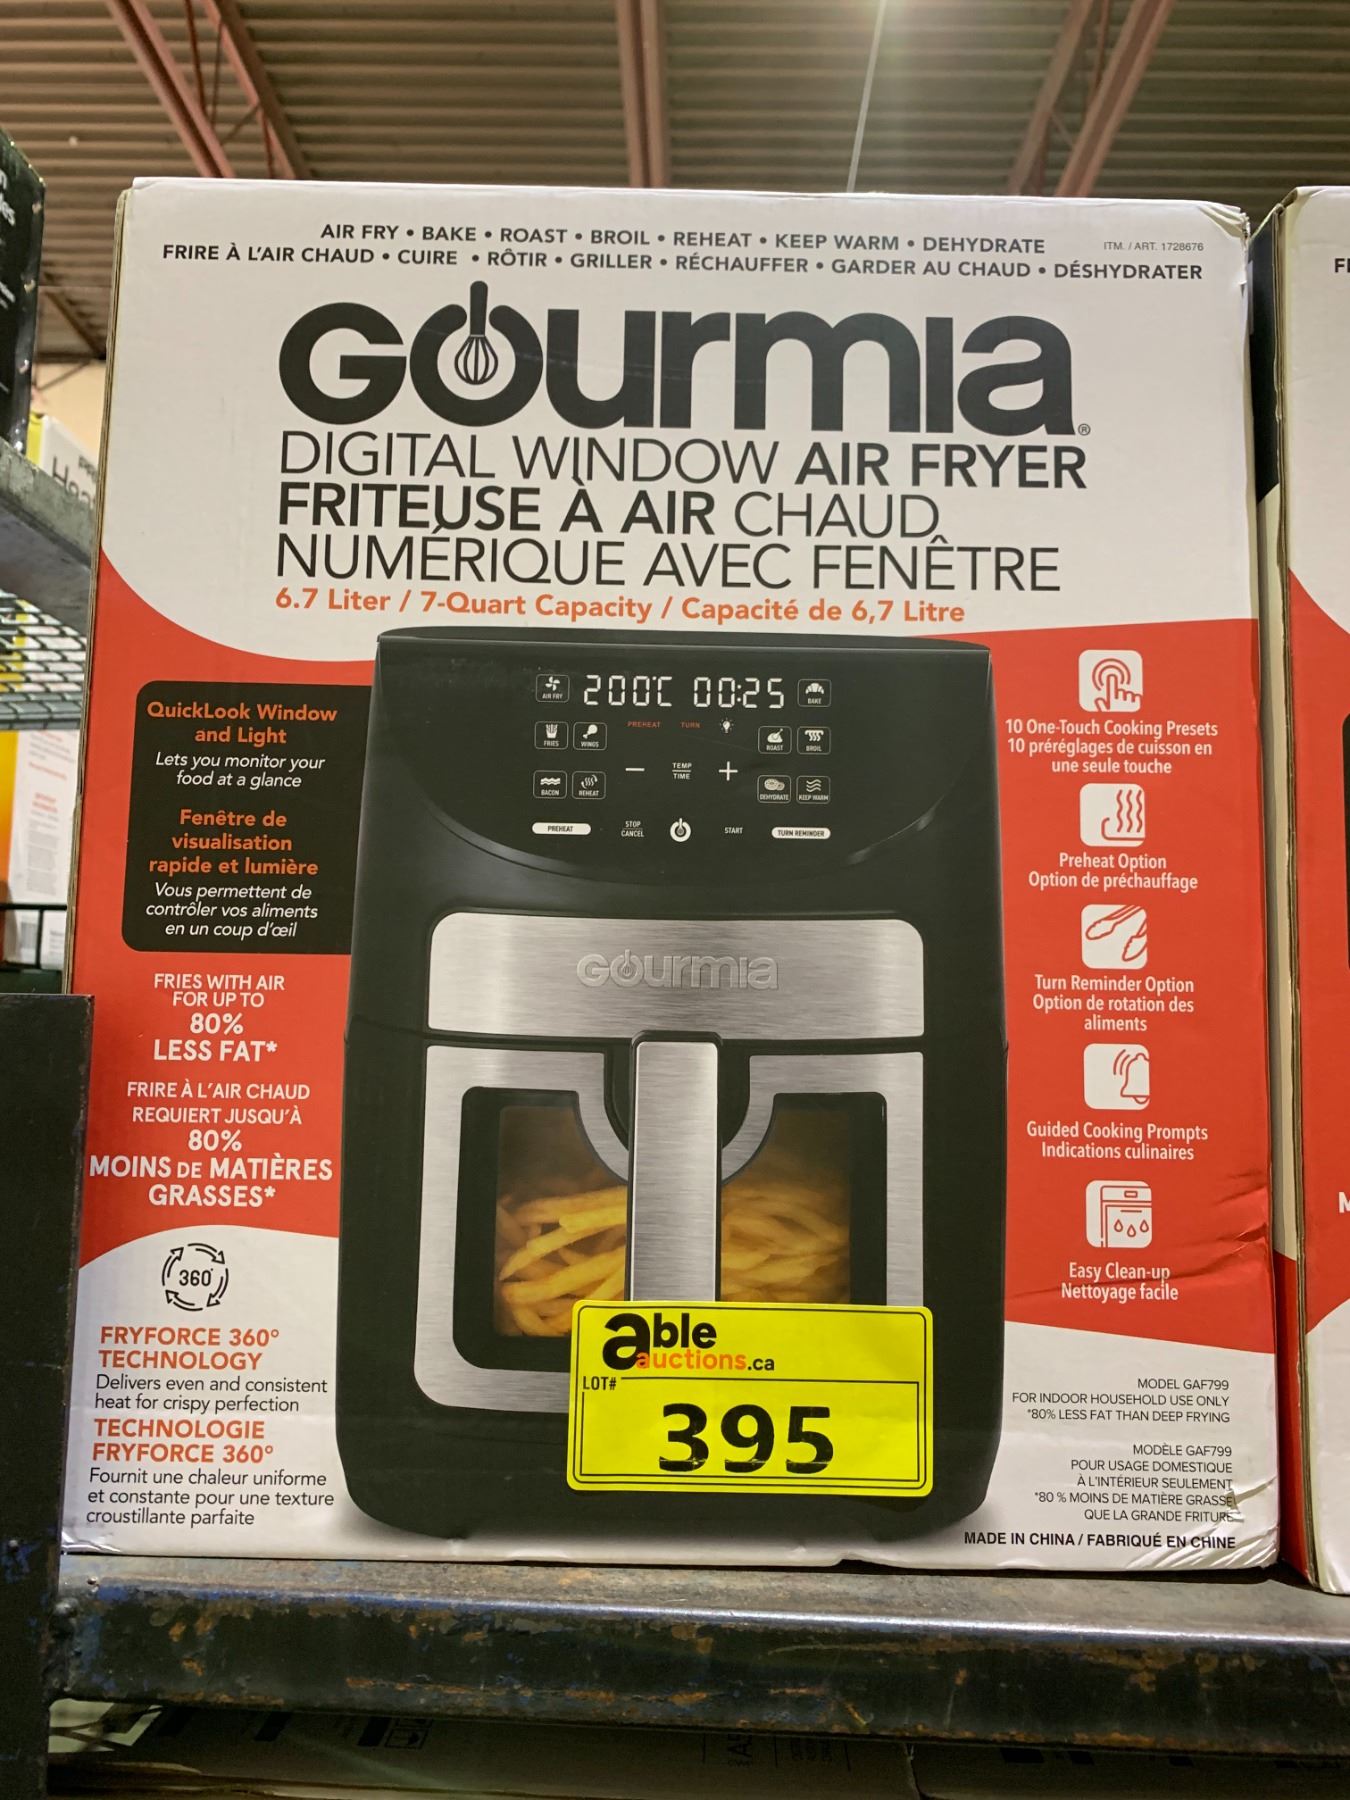 AIR FRY • BAKE • ROAST • BROIL • REHEAT • KEEP WARM • DEHYDRATE
ITM. / ART. 1728676
FRIRE À L'AIR CHAUD • CUIRE • RÔTIR • GRILLER • RÉCHAUFFER • GARDER AU CHAUD • DÉSHYDRATER
GOurmia®
DIGITAL WINDOW AIR FRYER
FRITEUSE À AIR CHAUD
NUMÉRIQUE AVEC FENÊTRE
6.7 Liter / 7-Quart Capacity / Capacité de 6,7 Litre
QuickLook Window
and Light
Lets you monitor your
food at a glance
Fenêtre de
visualisation
rapide et lumière
Vous permettent de
contrôler vos aliments
en un coup d'œil
FRIES WITH AIR
FOR UP TO
80%
LESS FAT*
FRIRE À L'AIR CHAUD
REQUIERT JUSQU'À
80%
MOINS DE MATIÈRES
GRASSES*
360°
FRYFORCE 360°
TECHNOLOGY
Delivers even and consistent
heat for crispy perfection
TECHNOLOGIE
FRYFORCE 360°
Fournit une chaleur uniforme
et constante pour une texture
croustillante parfaite
AIR FRY
200°C 00:25
BAKE
PREHEAT TURN
FRIES WINGS
ROAST BROIL
TEMP
TIME
BACON REHEAT
DEHYDRATE KEEP WARM
PREHEAT
STOP
CANCEL
START
TURN REMINDER
GOurmia
10 One-Touch Cooking Presets
10 préréglages de cuisson en
une seule touche
Preheat Option
Option de préchauffage
Turn Reminder Option
Option de rotation des
aliments
Guided Cooking Prompts
Indications culinaires
Easy Clean-up
Nettoyage facile
able
auctions.ca
LOT#
395
MODEL GAF799
FOR INDOOR HOUSEHOLD USE ONLY
*80% LESS FAT THAN DEEP FRYING
MODÈLE GAF799
POUR USAGE DOMESTIQUE
À L'INTÉRIEUR SEULEMENT
*80 % MOINS DE MATIÈRE GRASSE
QUE LA GRANDE FRITURE
MADE IN CHINA / FABRIQUÉ EN CHINE